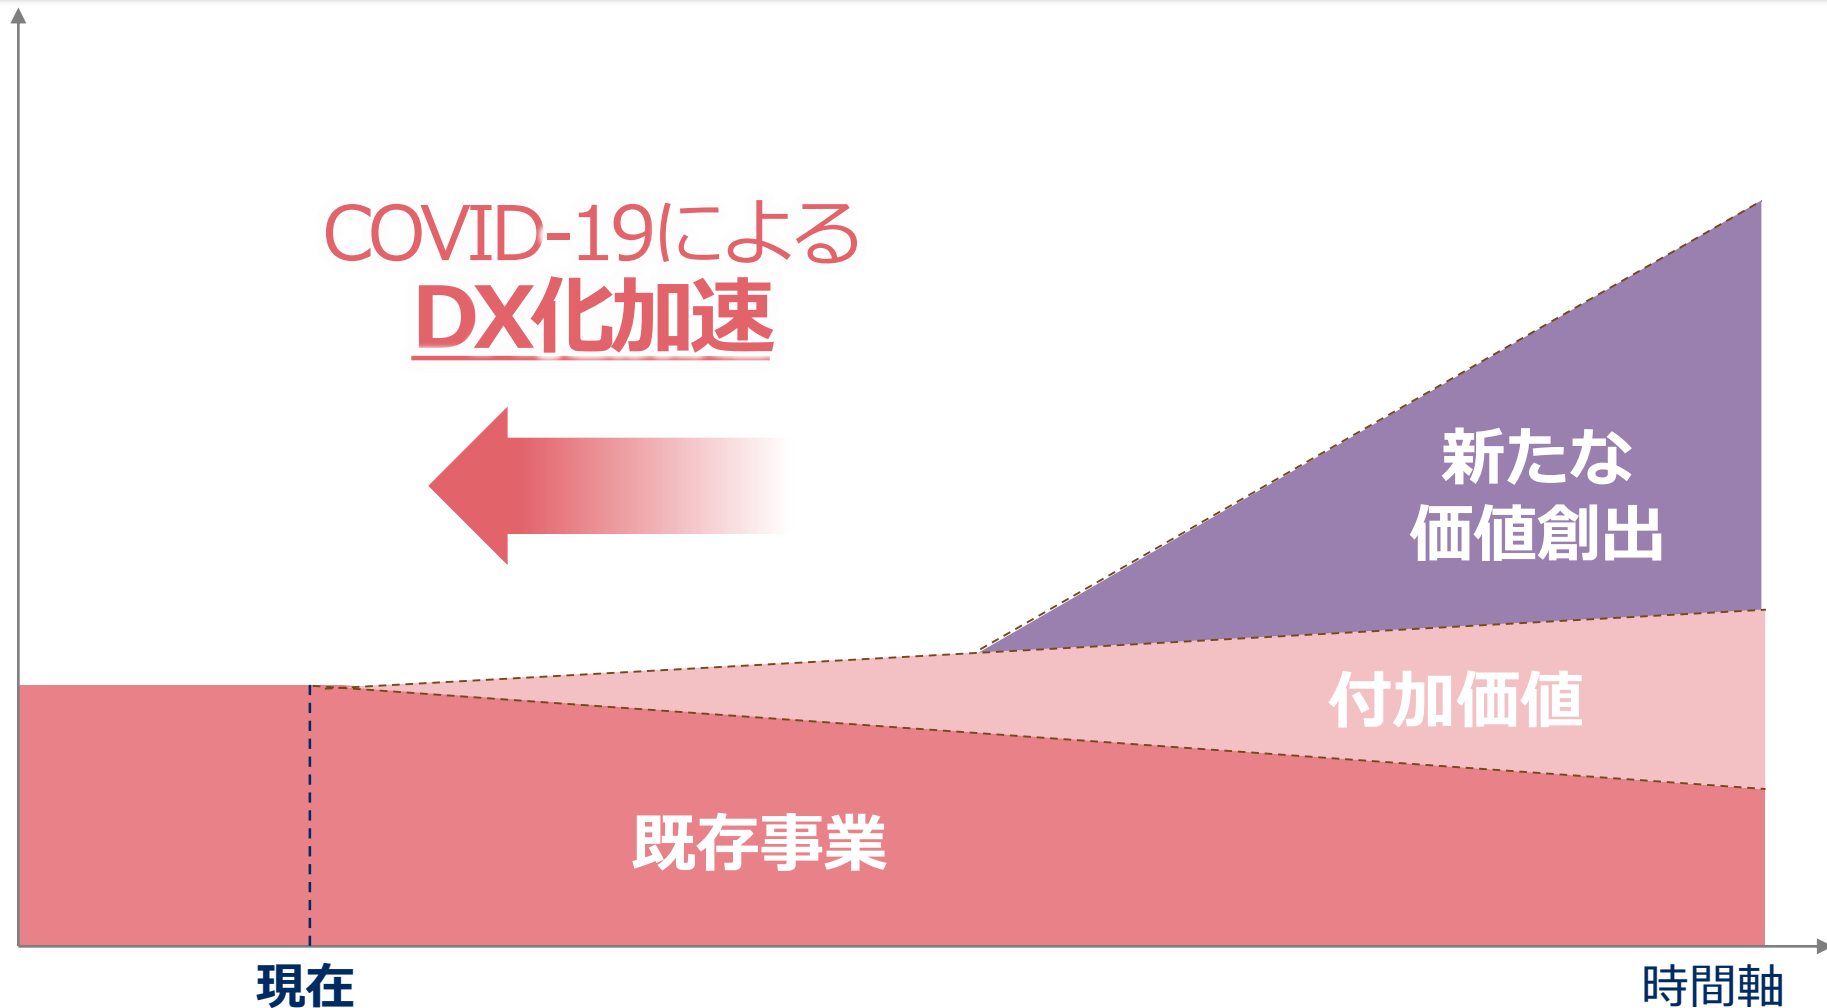 COVID-19による
DX化加速
新たな
価値創出
付加価値
既存事業
現在
時間軸